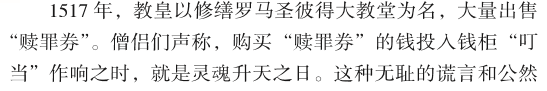 1517 年，教皇以修缮罗马圣彼得大教堂为名，大量出售
“赎罪券”。僧侣们声称，购买“赎罪券”的钱投入钱柜“叮
当”作响之时，就是灵魂升天之日。这种无耻的谎言和公然